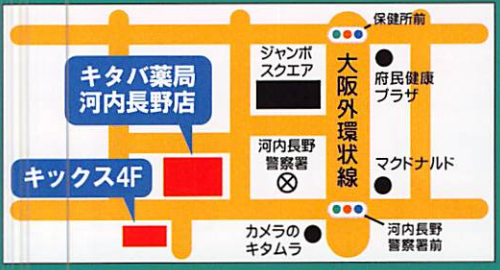 保健所前
ジャンボ
スクエア
大阪外環状線
府民健康
プラザ
キタバ薬局
河内長野店
河内長野
警察署
マクドナルド
キックス4F
カメラの
キタムラ
河内長野
警察署前